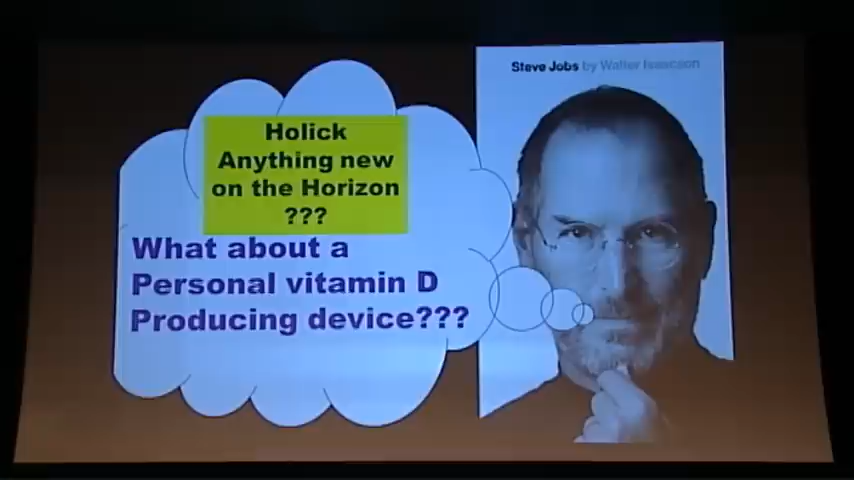 Steve Jobs by Walter Isaacson
Holick
Anything new
on the Horizon
???
What about a
Personal vitamin D
Producing device???